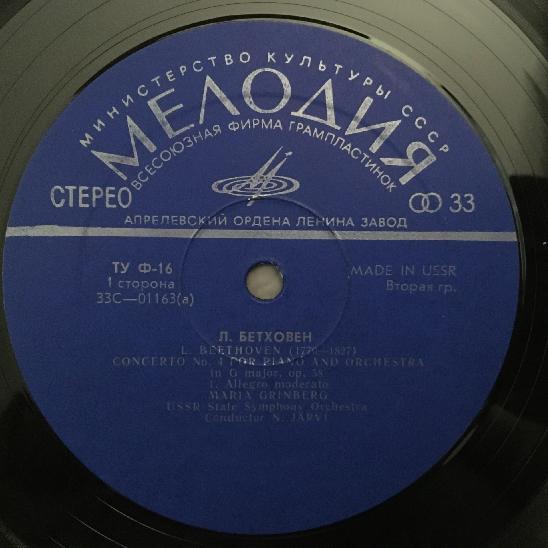 МИНИСТЕРСТВО КУЛЬТУРЫ СССР
МЕЛОДИЯ
ВСЕСОЮЗНАЯ ФИРМА ГРАМПЛАСТИНОК
СТЕРЕО
33
АПРЕЛЕВСКИЙ ОРДЕНА ЛЕНИНА ЗАВОД
ТУ Ф-16
MADE IN USSR
1 сторона
Вторая гр.
33С—01163(а)
Л. БЕТХОВЕН
L. BEETHOVEN (1770—1827)
CONCERTO No. 4 FOR PIANO AND ORCHESTRA
in G major, op. 58
1. Allegro moderato
MARIA GRINBERG
USSR State Symphony Orchestra
Conductor N. JÄRVI